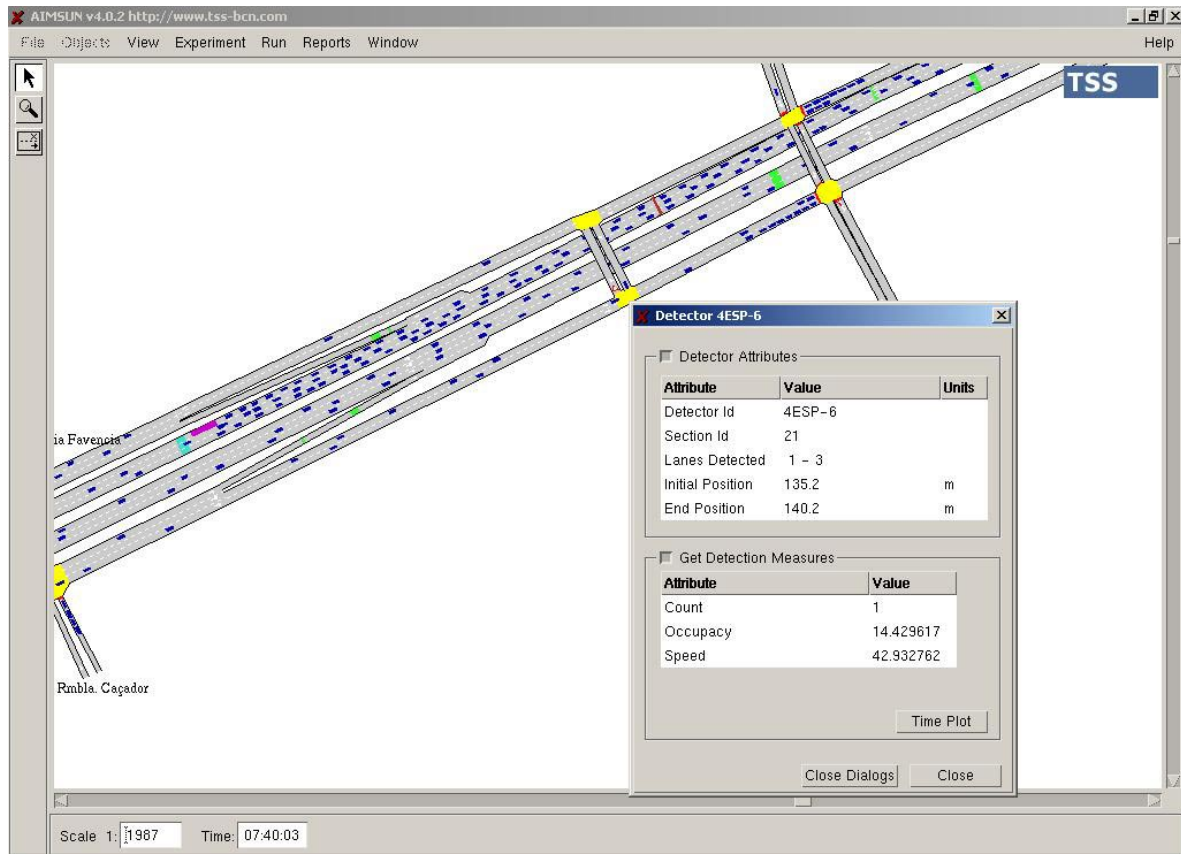 AIMSUN v4.0.2 http://www.tss-bcn.com
File Objects View Experiment Run Reports Window Help
TSS
ia Favencia
Rmbla. Caçador
Detector 4ESP-6
Detector Attributes
Attribute Value Units
Detector Id 4ESP-6
Section Id 21
Lanes Detected 1 - 3
Initial Position 135.2 m
End Position 140.2 m
Get Detection Measures
Attribute Value
Count 1
Occupacy 14.429617
Speed 42.932762
Time Plot
Close Dialogs Close
Scale 1: 1987 Time: 07:40:03